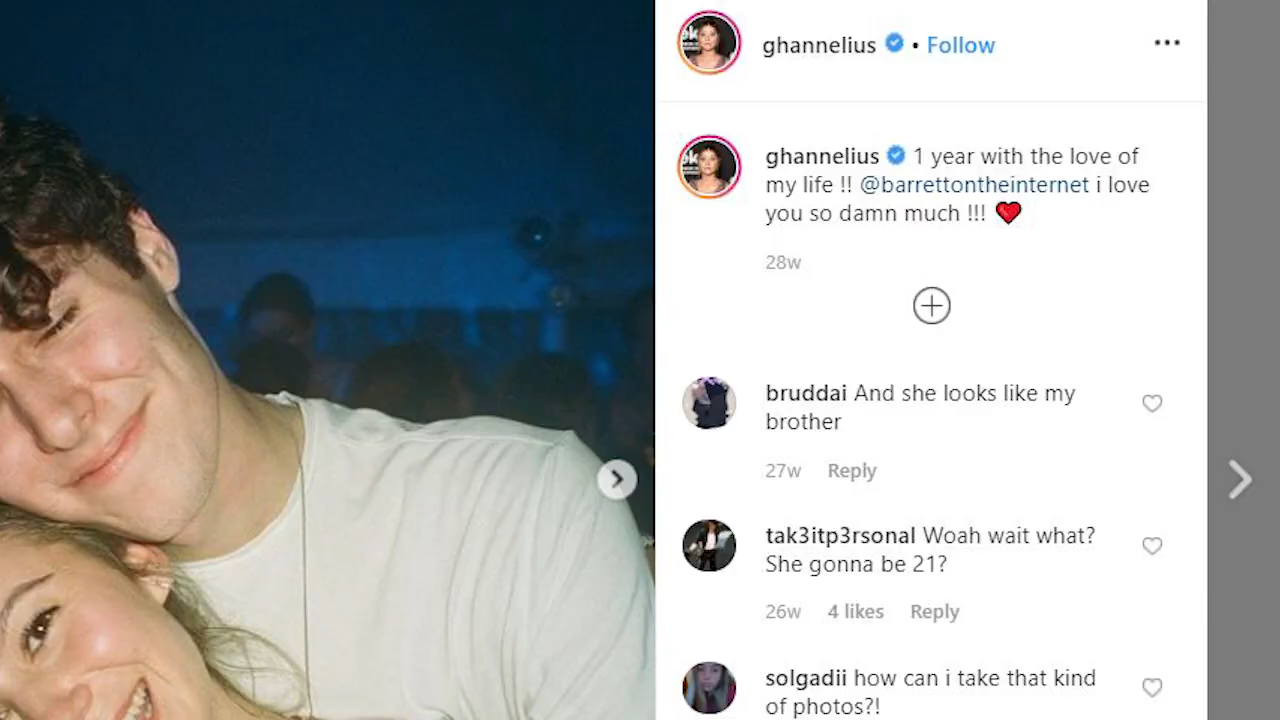 ghannelius • Follow
ghannelius 1 year with the love of
my life !! @barrettontheinternet i love
you so damn much !!! ❤
28w
bruddai And she looks like my
brother
27w Reply
tak3itp3rsonal Woah wait what?
She gonna be 21?
26w 4 likes Reply
solgadii how can i take that kind
of photos?!